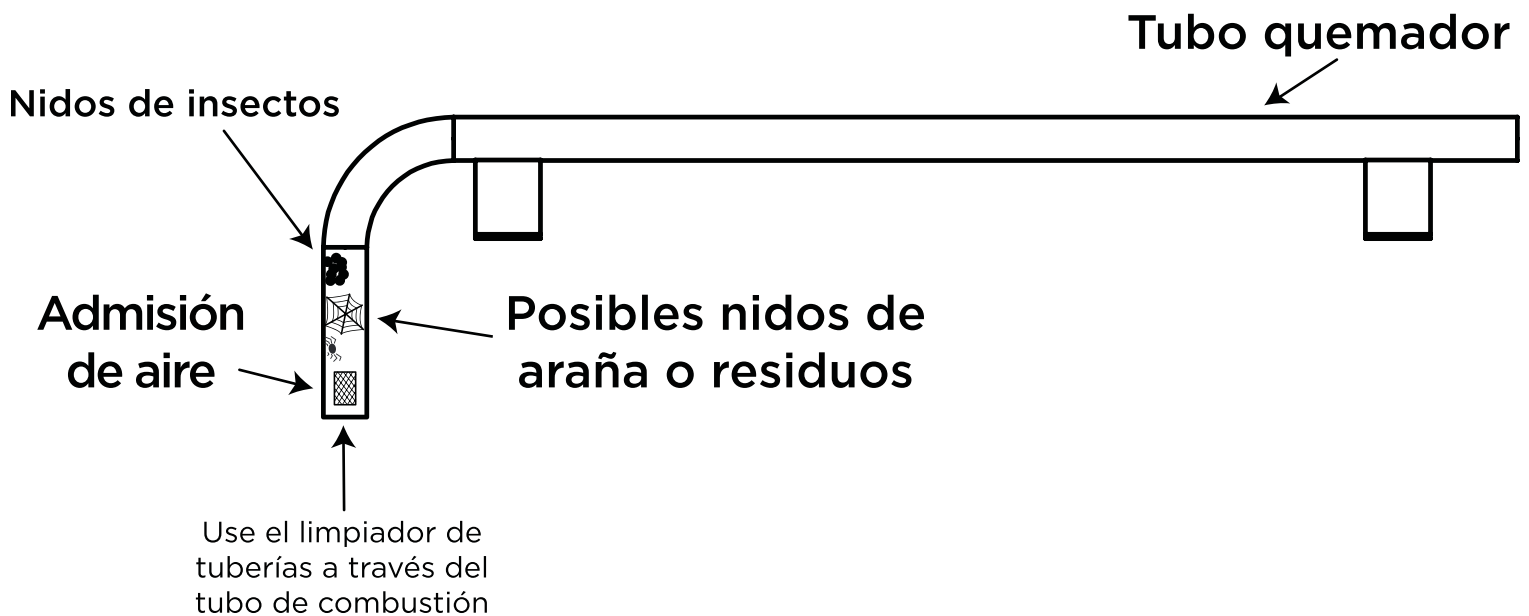 Tubo quemador
Nidos de insectos
Admisión
de aire
Posibles nidos de
araña o residuos
Use el limpiador de
tuberías a través del
tubo de combustión